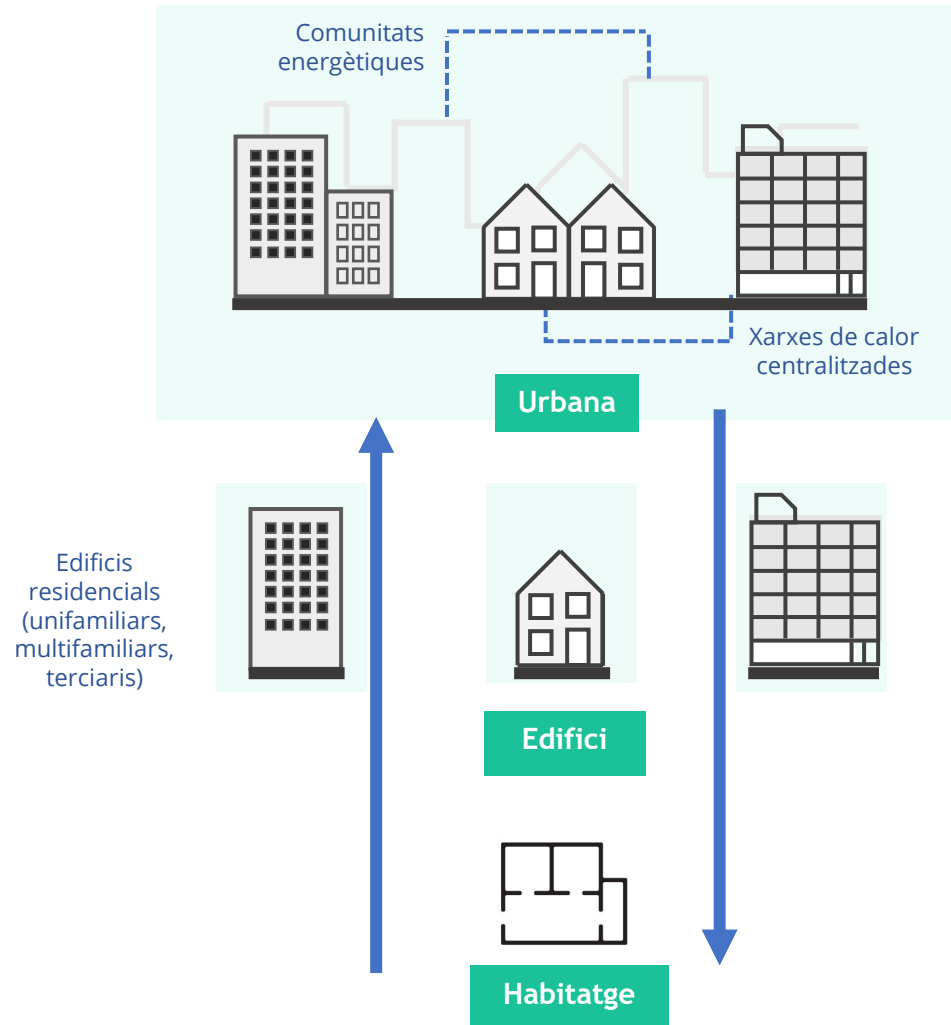 Comunitats
energètiques
Xarxes de calor
centralitzades
Urbana
Edificis
residencials
(unifamiliars,
multifamiliars,
terciaris)
Edifici
Habitatge